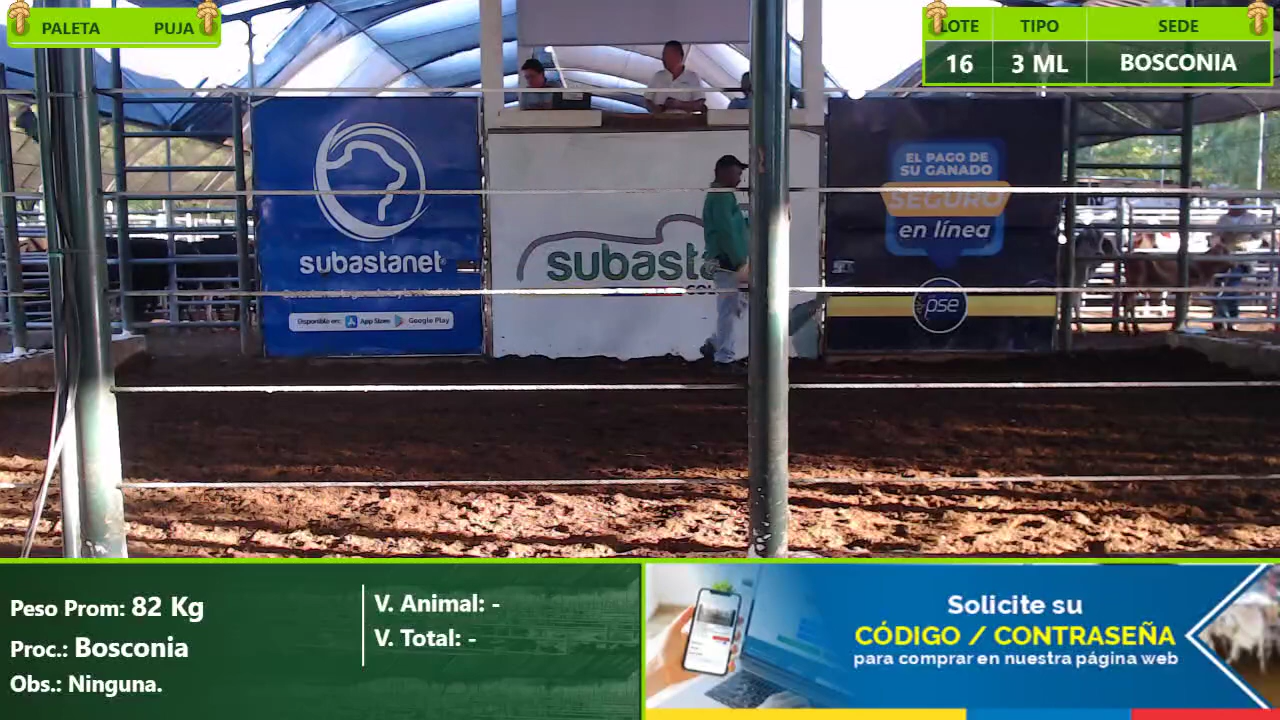 PALETA PUJA
LOTE TIPO SEDE
16 3 ML BOSCONIA
subastanet
Disponible en: App Store Google Play
subasta
COL
EL PAGO DE
SU GANADO
SEGURO
en línea
pse
Peso Prom: 82 Kg
Proc.: Bosconia
Obs.: Ninguna.
V. Animal: -
V. Total: -
Solicite su
CÓDIGO / CONTRASEÑA
para comprar en nuestra página web